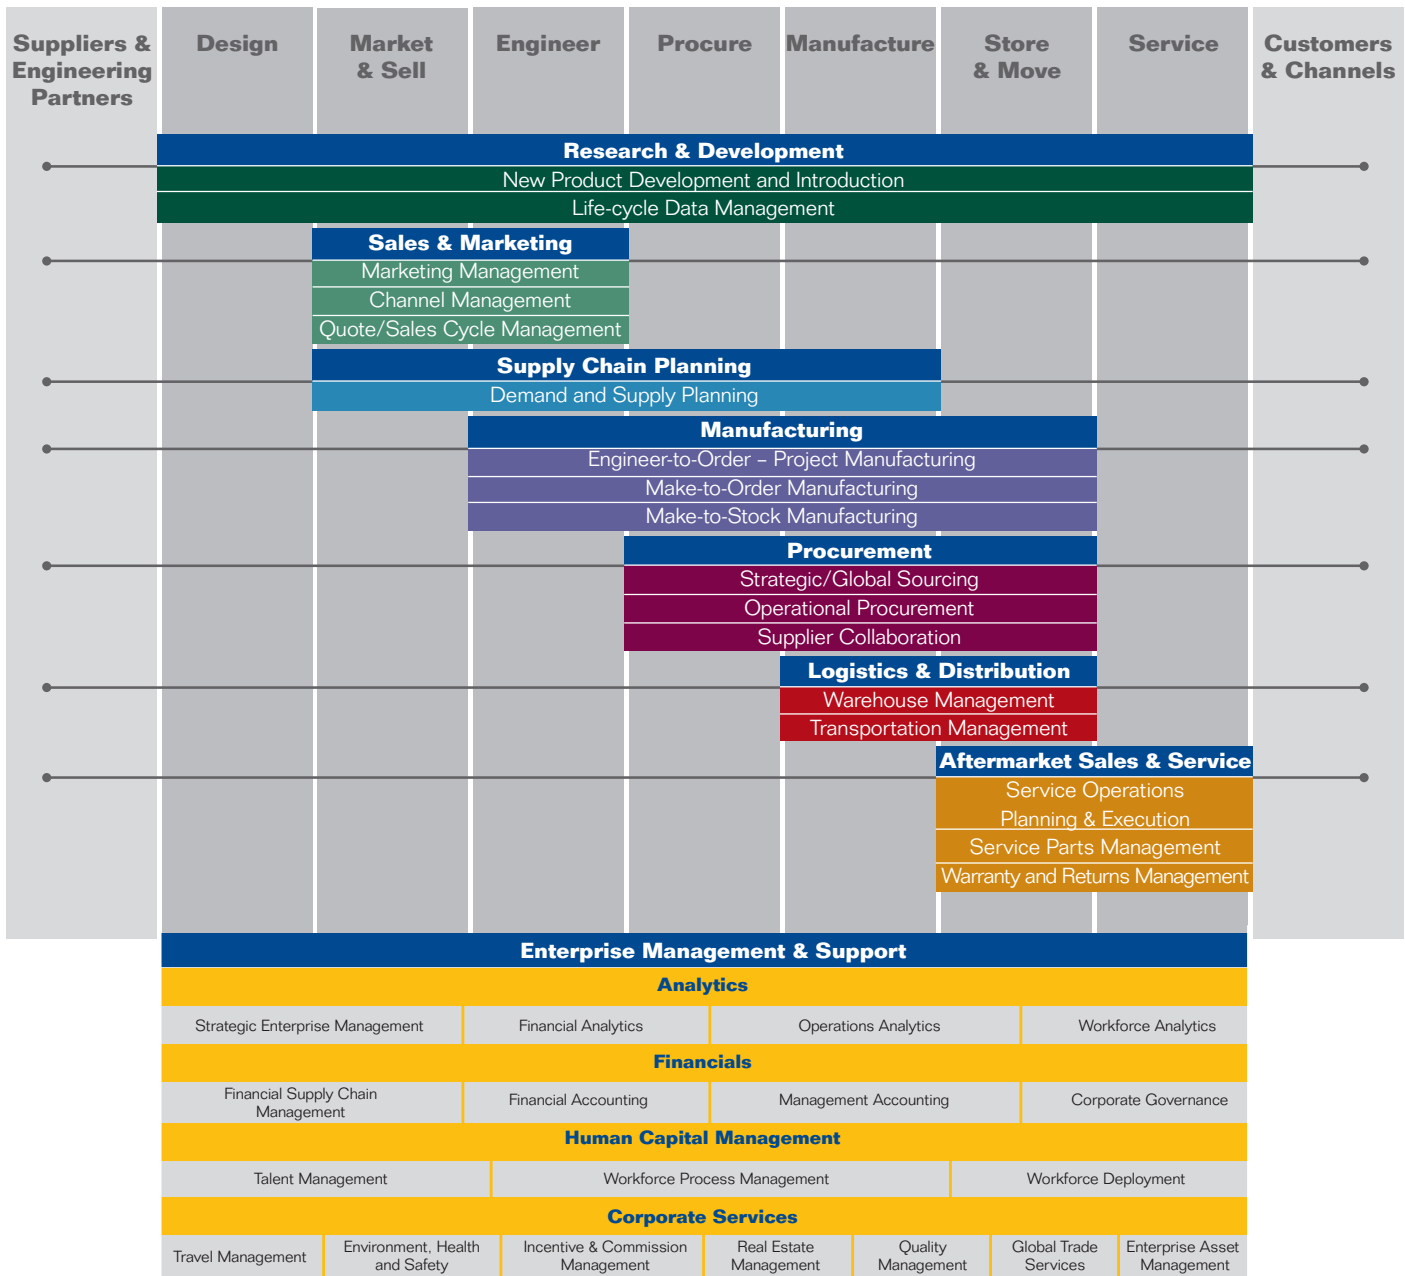 Suppliers &
Engineering
Partners
Design
Market
& Sell
Engineer
Procure
Manufacture
Store
& Move
Service
Customers
& Channels
Research & Development
New Product Development and Introduction
Life-cycle Data Management
Sales & Marketing
Marketing Management
Channel Management
Quote/Sales Cycle Management
Supply Chain Planning
Demand and Supply Planning
Manufacturing
Engineer-to-Order – Project Manufacturing
Make-to-Order Manufacturing
Make-to-Stock Manufacturing
Procurement
Strategic/Global Sourcing
Operational Procurement
Supplier Collaboration
Logistics & Distribution
Warehouse Management
Transportation Management
Aftermarket Sales & Service
Service Operations
Planning & Execution
Service Parts Management
Warranty and Returns Management
Enterprise Management & Support
Analytics
Strategic Enterprise Management
Financial Analytics
Operations Analytics
Workforce Analytics
Financials
Financial Supply Chain
Management
Financial Accounting
Management Accounting
Corporate Governance
Human Capital Management
Talent Management
Workforce Process Management
Workforce Deployment
Corporate Services
Travel Management
Environment, Health
and Safety
Incentive & Commission
Management
Real Estate
Management
Quality
Management
Global Trade
Services
Enterprise Asset
Management